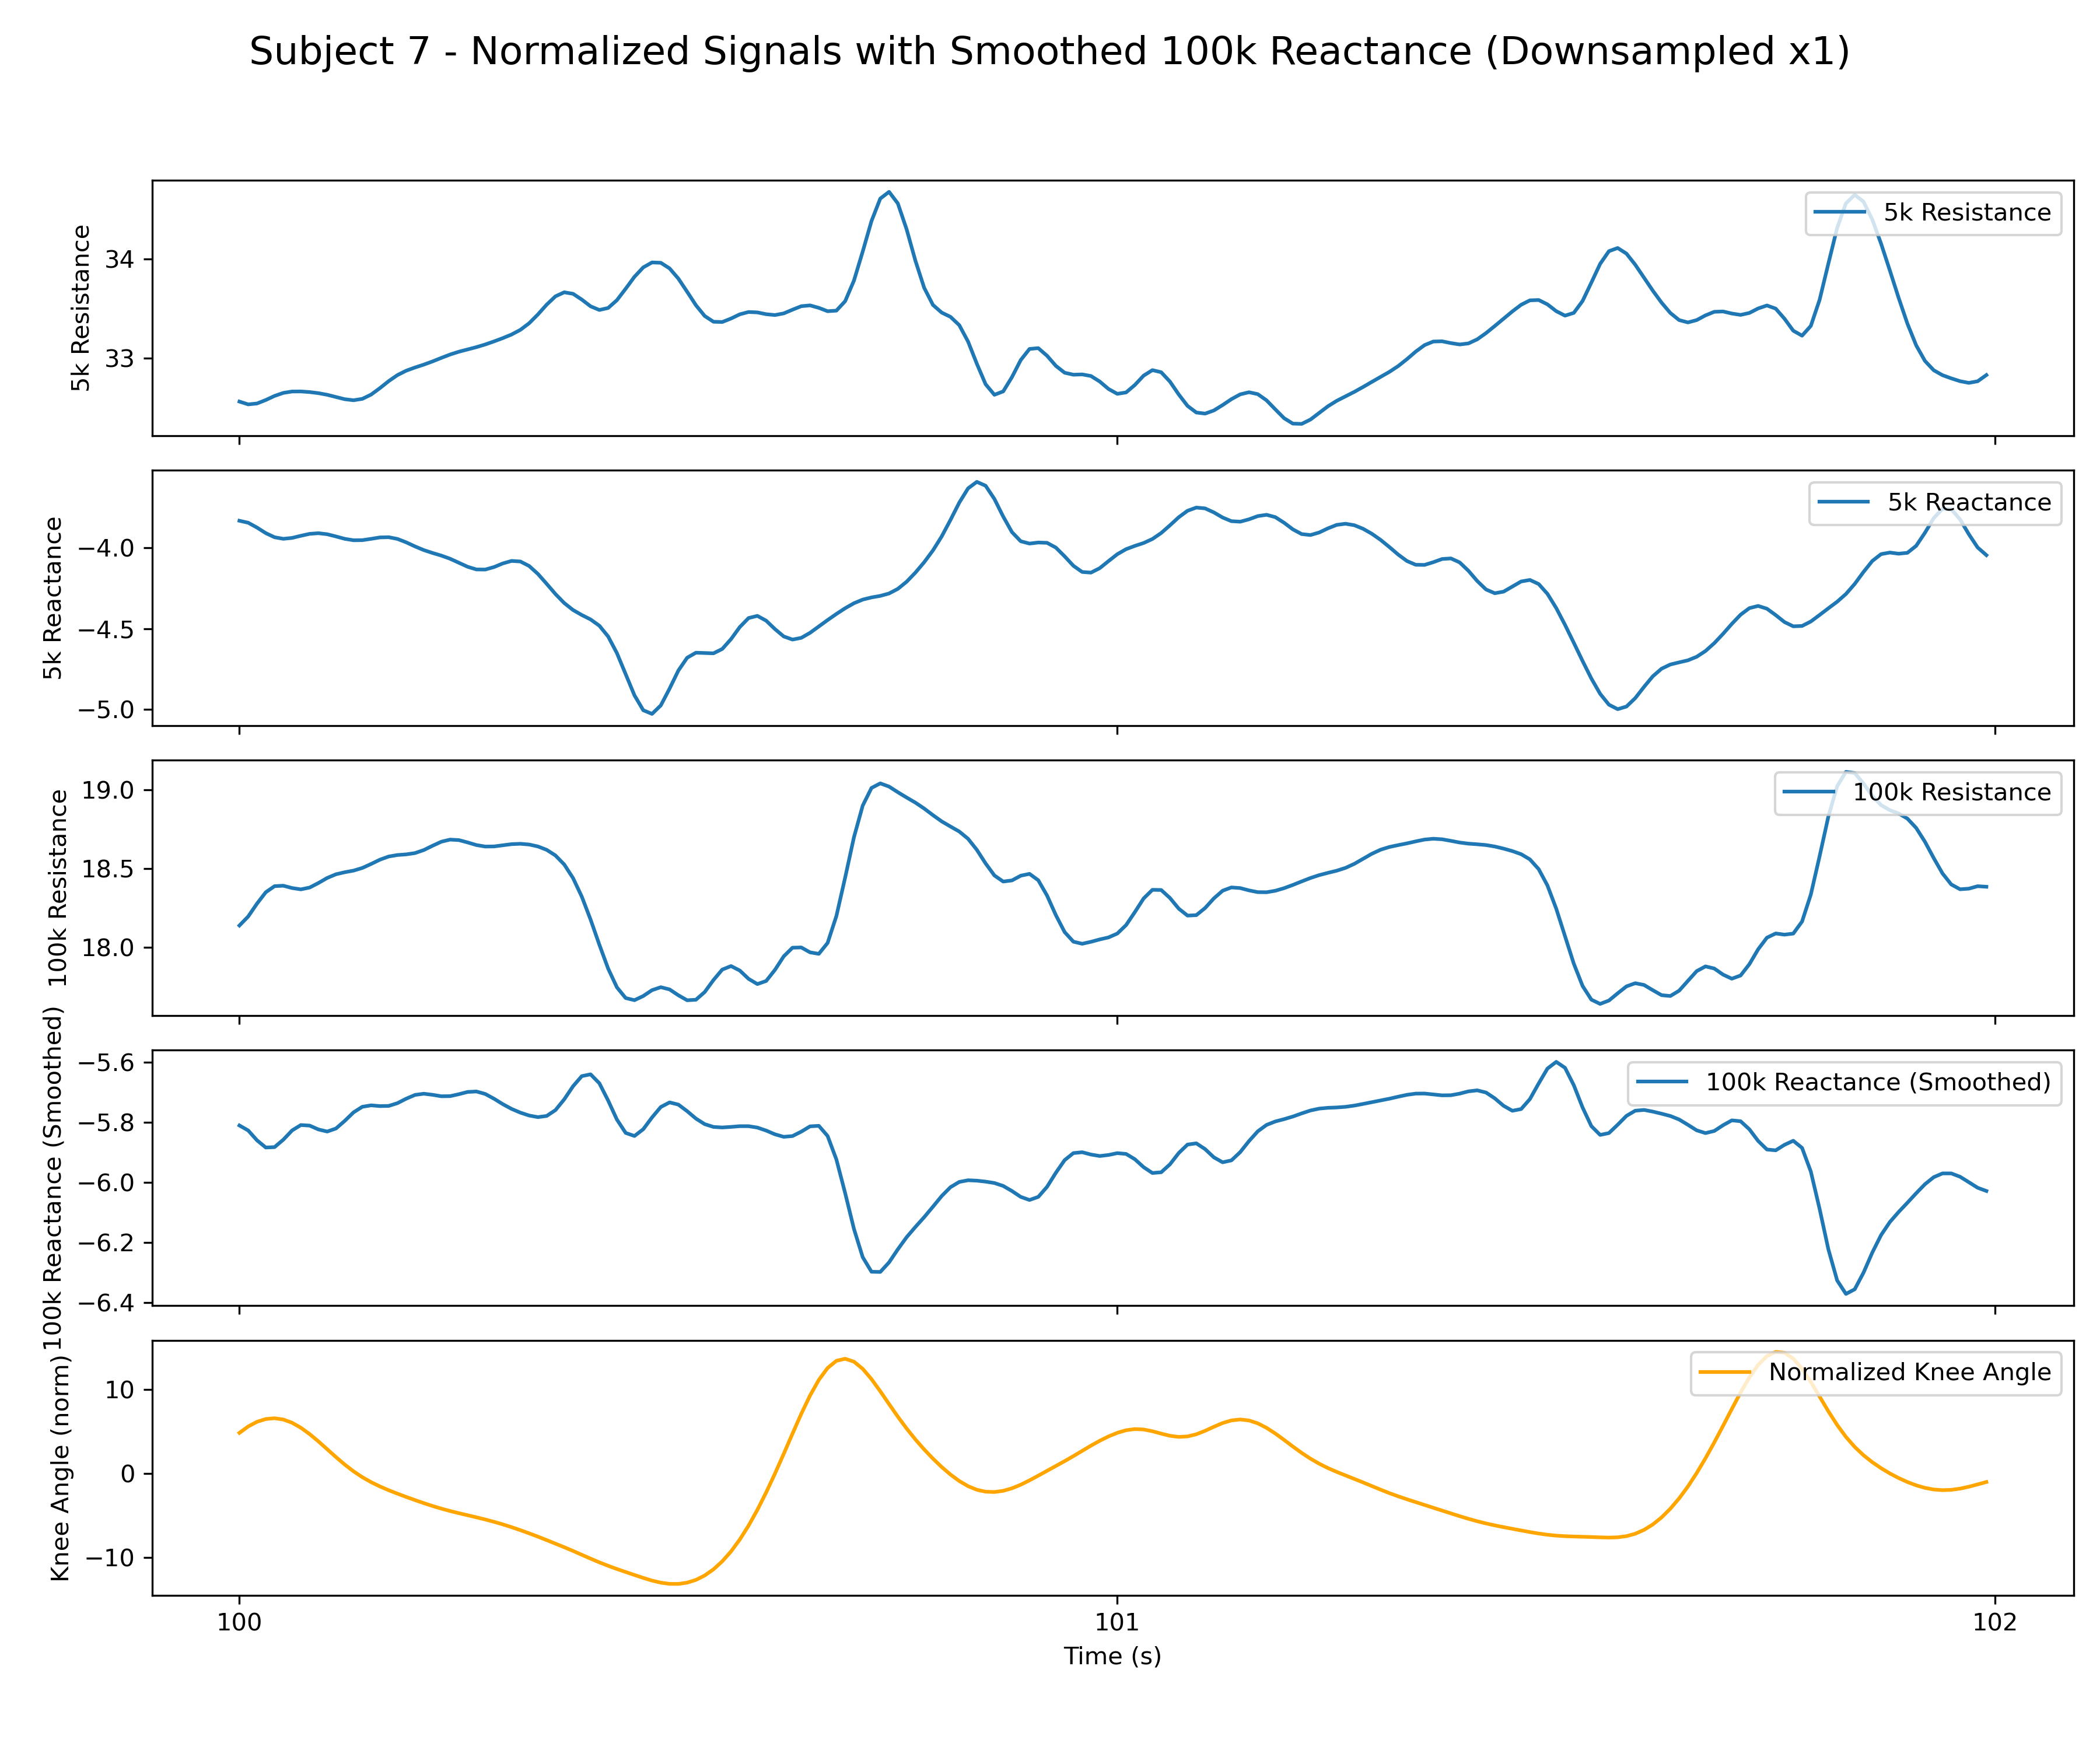 Subject 7 - Normalized Signals with Smoothed 100k Reactance (Downsampled x1)
5k Resistance
34
33
5k Resistance
5k Reactance
−4.0
−4.5
−5.0
5k Reactance
100k Resistance
19.0
18.5
18.0
100k Resistance
100k Reactance (Smoothed)
−5.6
−5.8
−6.0
−6.2
−6.4
100k Reactance (Smoothed)
Knee Angle (norm)
10
0
−10
Normalized Knee Angle
100
101
102
Time (s)